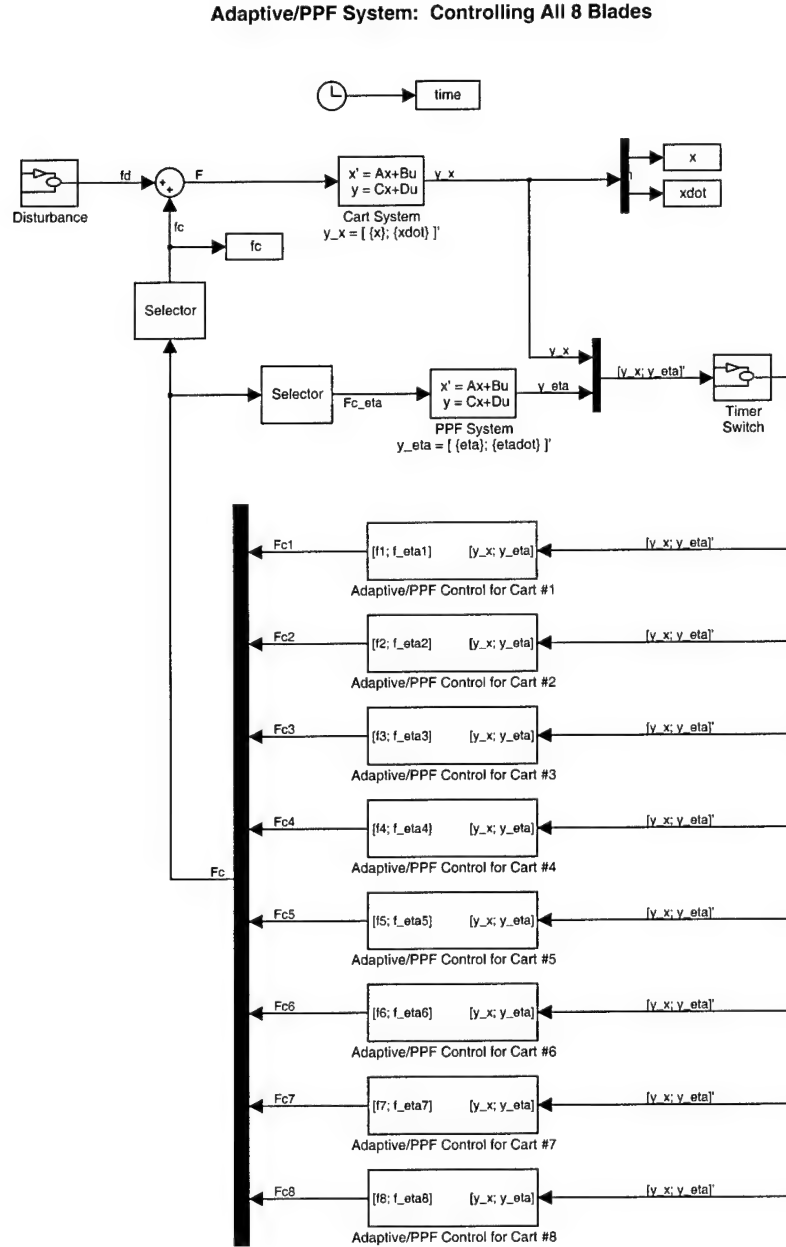 Adaptive/PPF System: Controlling All 8 Blades
time
x' = Ax+Bu
y = Cx+Du
Cart System
y_x = [ {x}; {xdot} ]'
Disturbance
fd
F
y_x
x
xdot
fc
fc
Selector
Selector
Fc_eta
x' = Ax+Bu
y = Cx+Du
PPF System
y_eta = [ {eta}; {etadot} ]'
y_eta
y_x
[y_x; y_eta]'
Timer
Switch
Fc1
[f1; f_eta1] [y_x; y_eta]
[y_x; y_eta]'
Adaptive/PPF Control for Cart #1
Fc2
[f2; f_eta2] [y_x; y_eta]
[y_x; y_eta]'
Adaptive/PPF Control for Cart #2
Fc3
[f3; f_eta3] [y_x; y_eta]
[y_x; y_eta]'
Adaptive/PPF Control for Cart #3
Fc4
[f4; f_eta4] [y_x; y_eta]
[y_x; y_eta]'
Adaptive/PPF Control for Cart #4
Fc
Fc5
[f5; f_eta5] [y_x; y_eta]
[y_x; y_eta]'
Adaptive/PPF Control for Cart #5
Fc6
[f6; f_eta6] [y_x; y_eta]
[y_x; y_eta]'
Adaptive/PPF Control for Cart #6
Fc7
[f7; f_eta7] [y_x; y_eta]
[y_x; y_eta]'
Adaptive/PPF Control for Cart #7
Fc8
[f8; f_eta8] [y_x; y_eta]
[y_x; y_eta]'
Adaptive/PPF Control for Cart #8